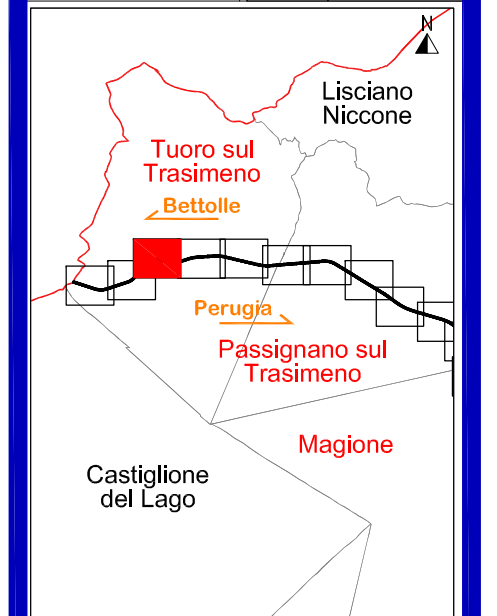 N
Lisciano
Niccone
Tuoro sul
Trasimeno
Bettolle
Perugia
Passignano sul
Trasimeno
Magione
Castiglione
del Lago